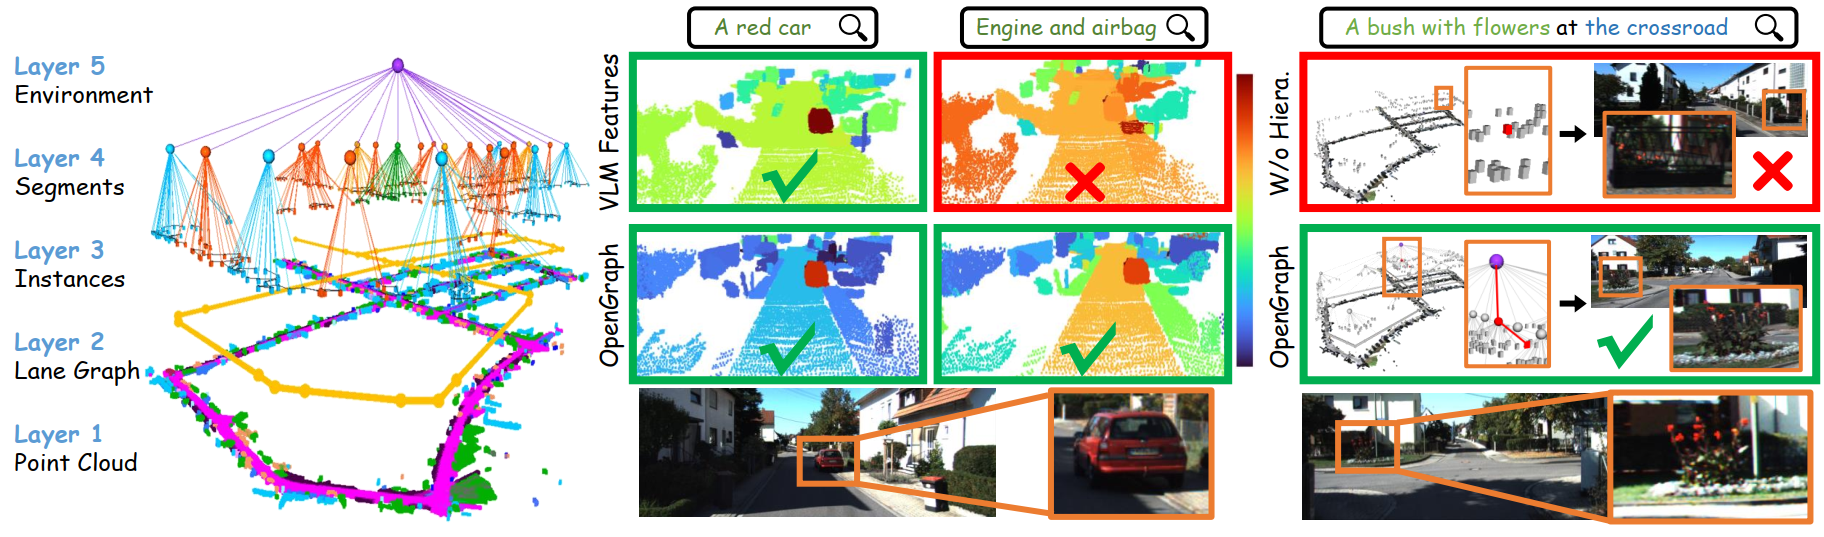 Layer 5
Environment
Layer 4
Segments
Layer 3
Instances
Layer 2
Lane Graph
Layer 1
Point Cloud
A red car
Engine and airbag
VLM Features
OpenGraph
A bush with flowers at the crossroad
W/o Hiera.
OpenGraph